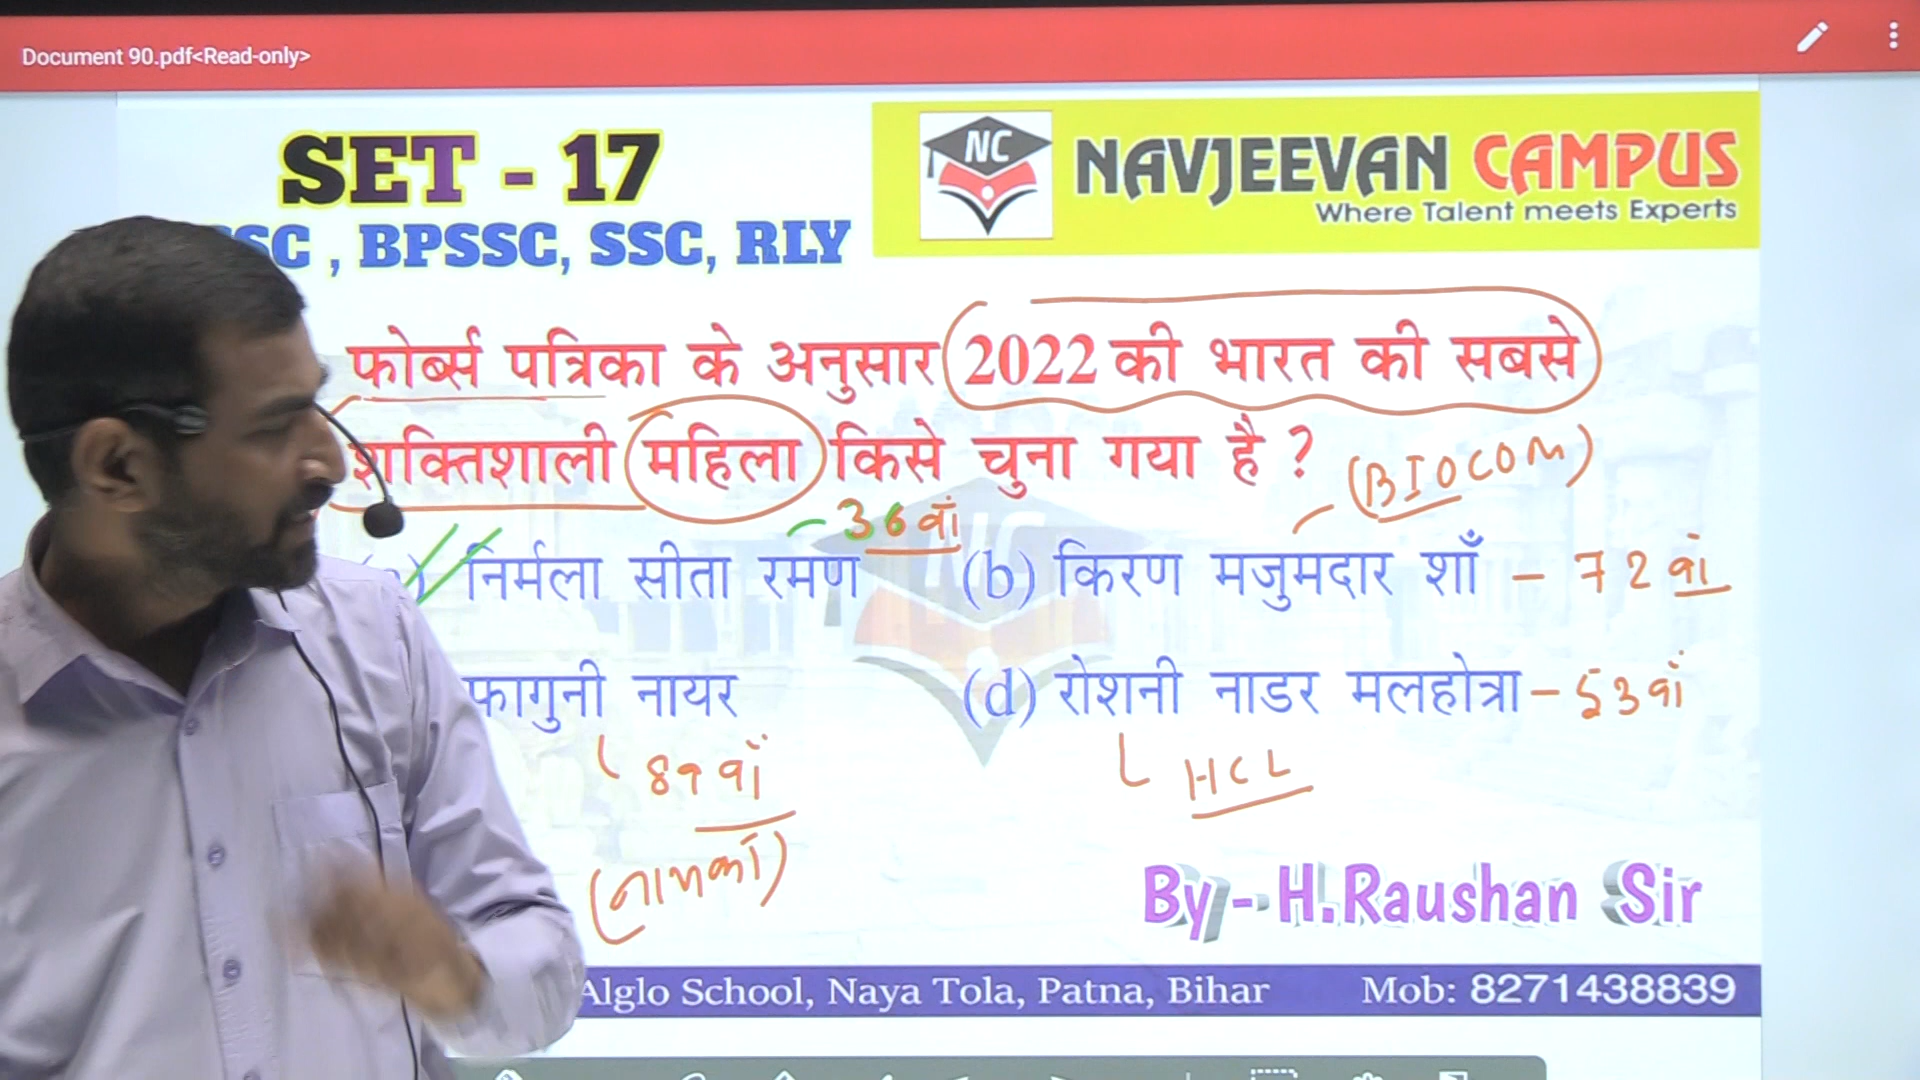 Document 90.pdf<Read-only>
SET - 17
SC , BPSSC, SSC, RLY
NC
NAVJEEVAN CAMPUS
Where Talent meets Experts
फोर्ब्स पत्रिका के अनुसार 2022 की भारत की सबसे
शक्तिशाली महिला किसे चुना गया है ?
(BIOCOM)
36वां
निर्मला सीता रमण
(b) किरण मजुमदार शाँ - 72 वां
फागुनी नायर
(d) रोशनी नाडर मलहोत्रा - 53वां
89वां
HCL
(नायका)
By - H.Raushan Sir
Alglo School, Naya Tola, Patna, Bihar Mob: 8271438839